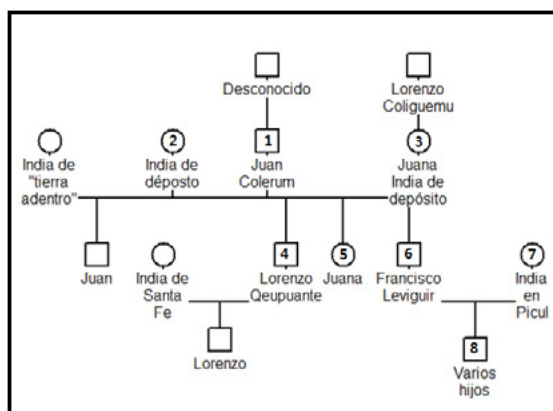 Desconocido
Lorenzo
Coliguemu
2
1
3
India de
"tierra
adentro"
India de
déposto
Juan
Colerum
Juana
India de
depósito
4
5
6
7
Juan
India de
Santa
Fe
Lorenzo
Qeupuante
Juana
Francisco
Leviguir
India
en
Picul
Lorenzo
8
Varios
hijos